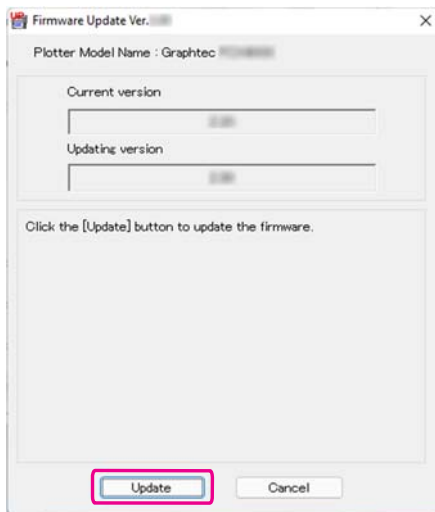 Firmware Update Ver.
Plotter Model Name : Graphtec
Current version
Updating version
Click the [Update] button to update the firmware.
Update
Cancel